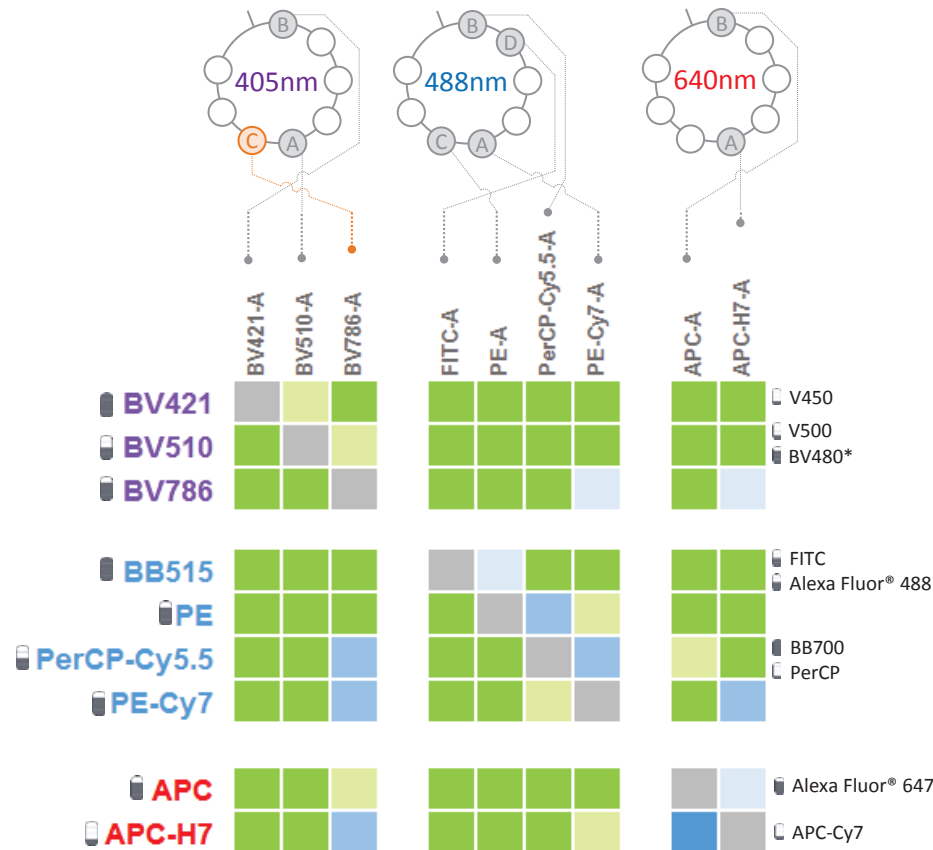 B
405nm
C
A
B
D
488nm
C
A
B
640nm
A
BV421-A
BV510-A
BV786-A
FITC-A
PE-A
PerCP-Cy5.5-A
PE-Cy7-A
APC-A
APC-H7-A
BV421
V450
BV510
V500
BV480*
BV786
BB515
FITC
Alexa Fluor® 488
PE
PerCP-Cy5.5
BB700
PerCP
PE-Cy7
APC
Alexa Fluor® 647
APC-H7
APC-Cy7